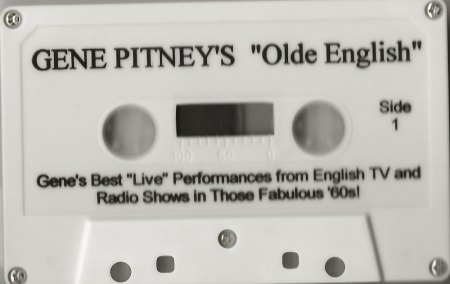 GENE PITNEY'S "Olde English"
Side
1
100 50 0
Gene's Best "Live" Performances from English TV and
Radio Shows in Those Fabulous '60s!